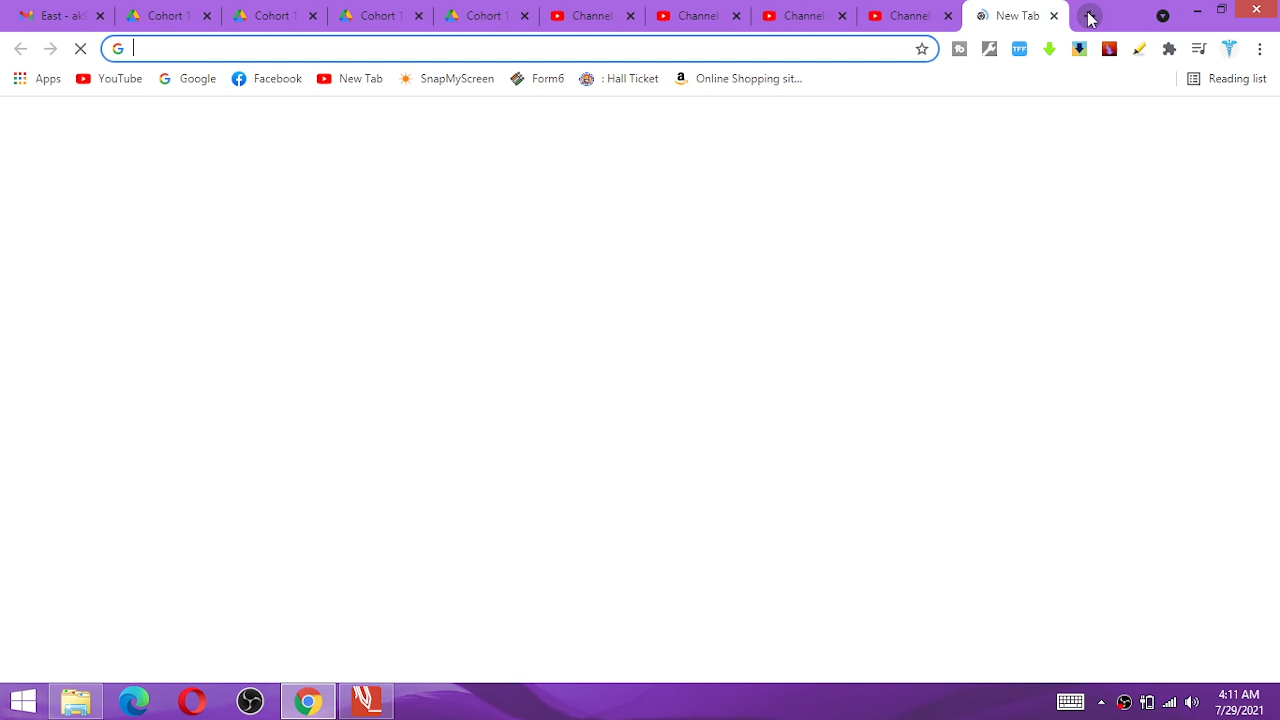 East - ak Cohort 1 Cohort 1 Cohort 1 Cohort 1 Channel Channel Channel Channel New Tab
Apps YouTube Google Facebook New Tab SnapMyScreen Form6 : Hall Ticket Online Shopping sit... Reading list
TFF
4:11 AM
7/29/2021